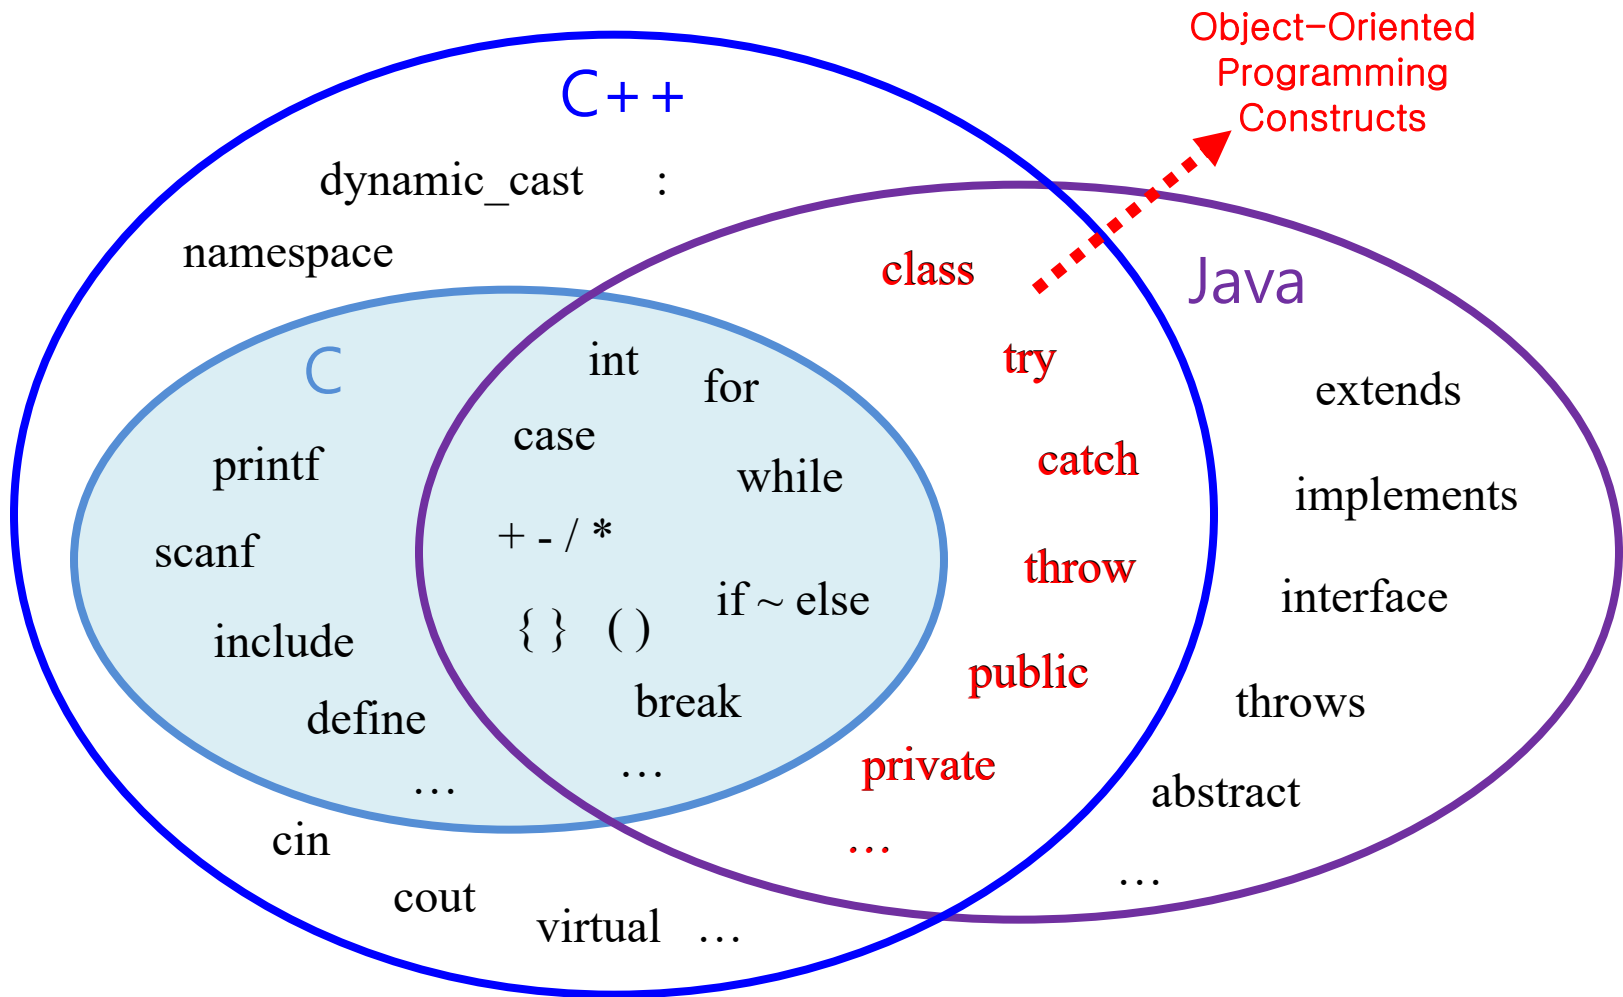 Object-Oriented
Programming
Constructs
C++
dynamic_cast :
namespace
class
Java
C
int
for
try
extends
case
printf
while
catch
implements
+ - / *
scanf
throw
if ~ else
interface
{ } ( )
include
public
break
throws
define
private
…
…
abstract
cin
…
…
cout
virtual …